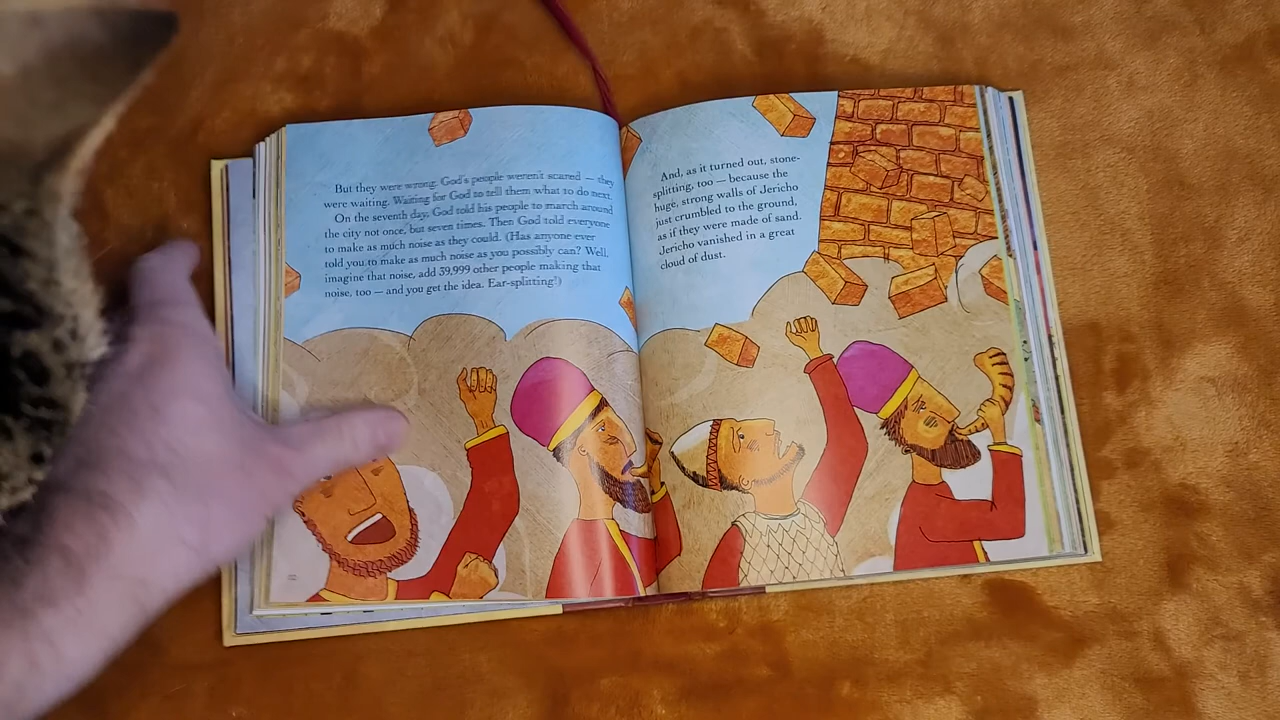 But they were wrong. God's people weren't scared — they
were waiting. Waiting for God to tell them what to do next.
On the seventh day, God told his people to march around
the city not once, but seven times. Then God told everyone
to make as much noise as they could. (Has anyone ever
told you to make as much noise as you possibly can? Well,
imagine that noise, add 39,999 other people making that
noise, too — and you get the idea. Ear-splitting!)
And, as it turned out, stone-
splitting, too — because the
huge, strong walls of Jericho
just crumbled to the ground,
as if they were made of sand.
Jericho vanished in a great
cloud of dust.